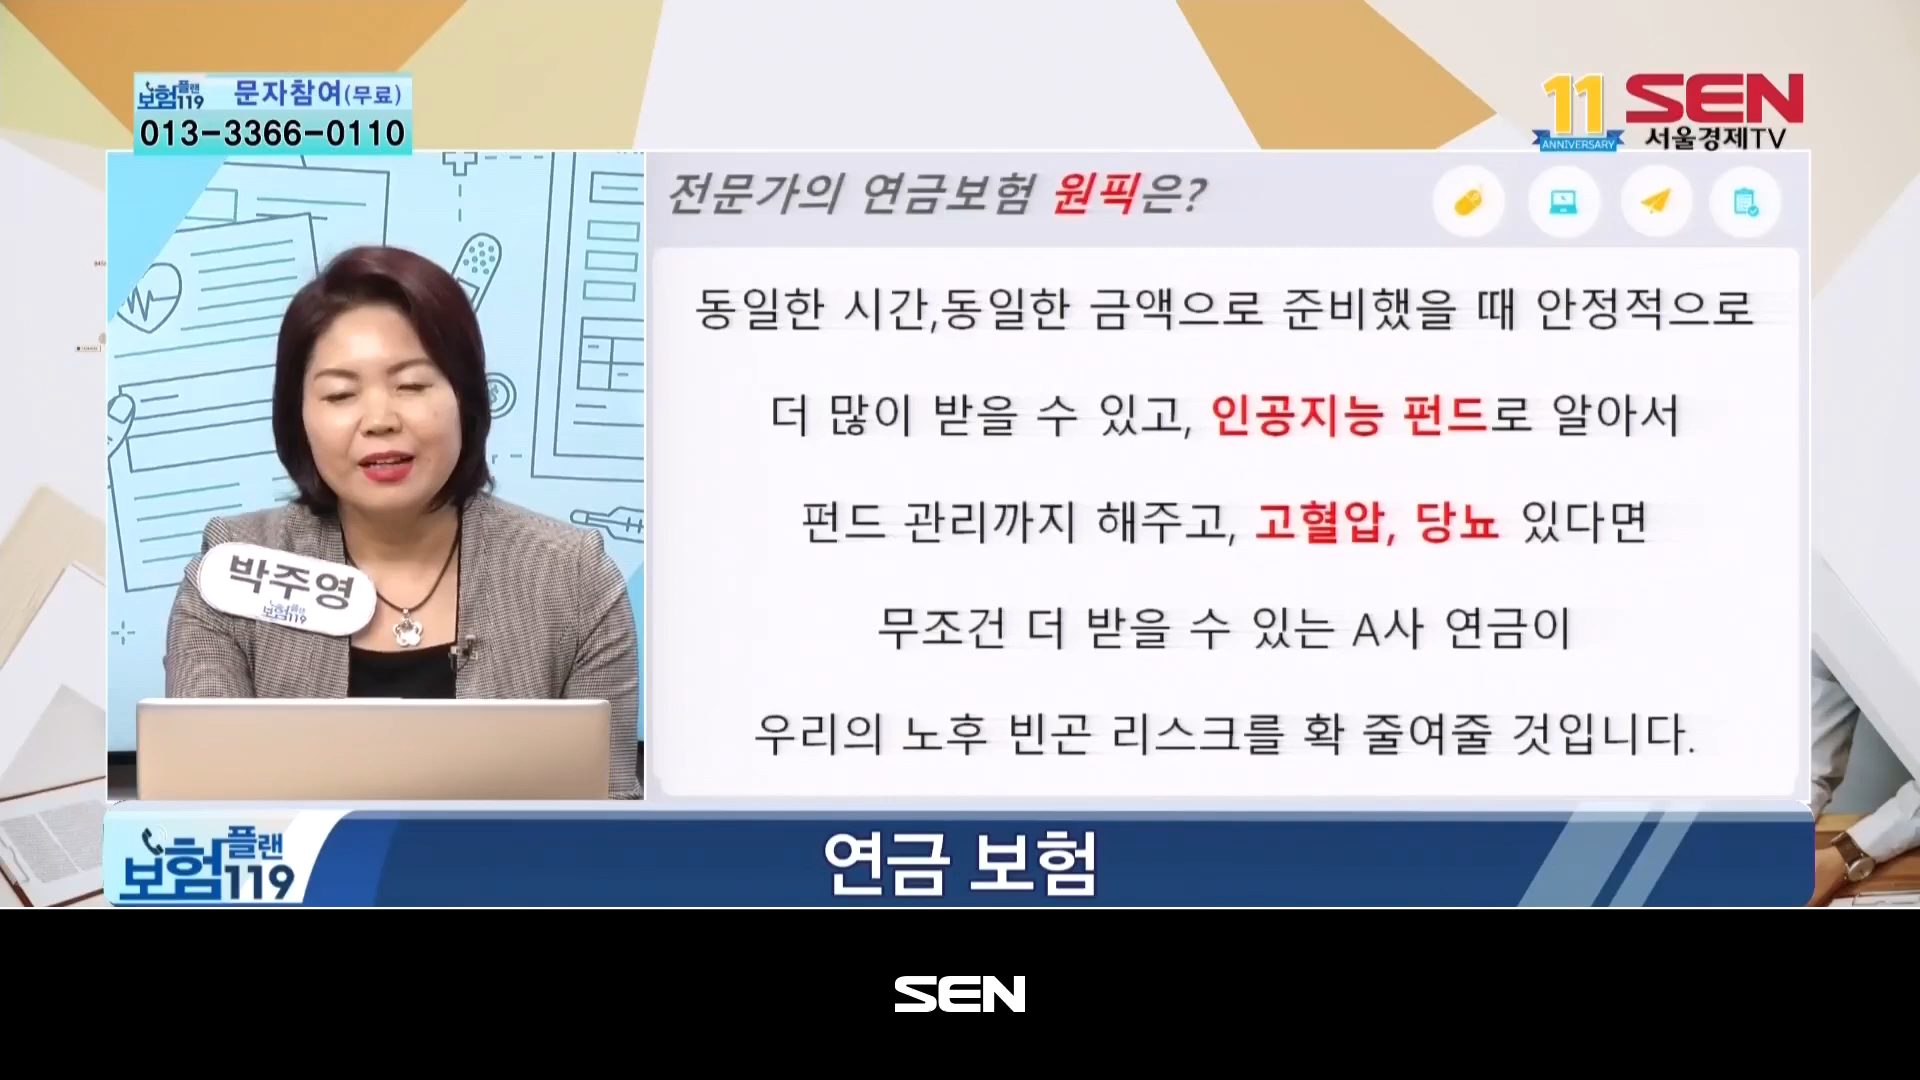 보험플랜119 문자참여(무료)
013-3366-0110
11 ANNIVERSARY
SEN
서울경제TV
전문가의 연금보험 원픽은?
동일한 시간,동일한 금액으로 준비했을 때 안정적으로
더 많이 받을 수 있고, 인공지능 펀드로 알아서
펀드 관리까지 해주고, 고혈압, 당뇨 있다면
무조건 더 받을 수 있는 A사 연금이
우리의 노후 빈곤 리스크를 확 줄여줄 것입니다.
박주영
보험플랜119
보험플랜119
연금 보험
SEN